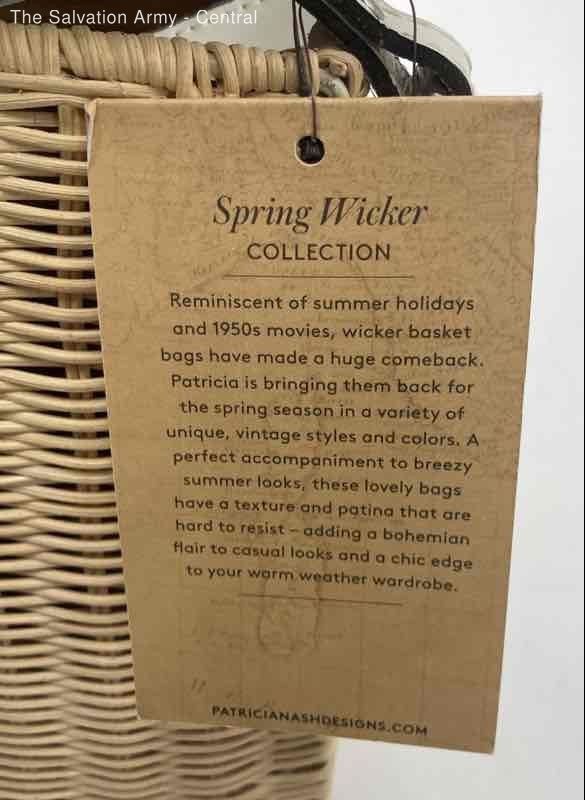 The Salvation Army - Central
Spring Wicker
COLLECTION
Reminiscent of summer holidays
and 1950s movies, wicker basket
bags have made a huge comeback.
Patricia is bringing them back for
the spring season in a variety of
unique, vintage styles and colors. A
perfect accompaniment to breezy
summer looks, these lovely bags
have a texture and patina that are
hard to resist – adding a bohemian
flair to casual looks and a chic edge
to your warm weather wardrobe.
PATRICIANASHDESIGNS.COM